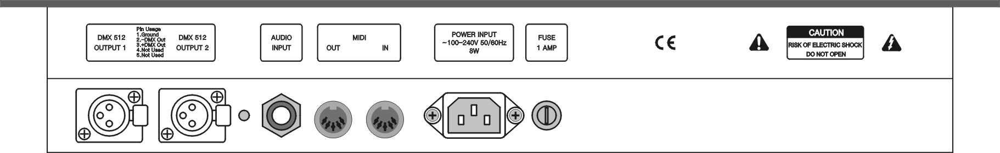 DMX 512
OUTPUT 1
Pin Usage
1.Ground
2.-DMX Out
3.+DMX Out
4.Not Used
5.Not Used
DMX 512
OUTPUT 2
AUDIO
INPUT
MIDI
OUT IN
POWER INPUT
~100-240V 50/60Hz
8W
FUSE
1 AMP
CE
CAUTION
RISK OF ELECTRIC SHOCK
DO NOT OPEN